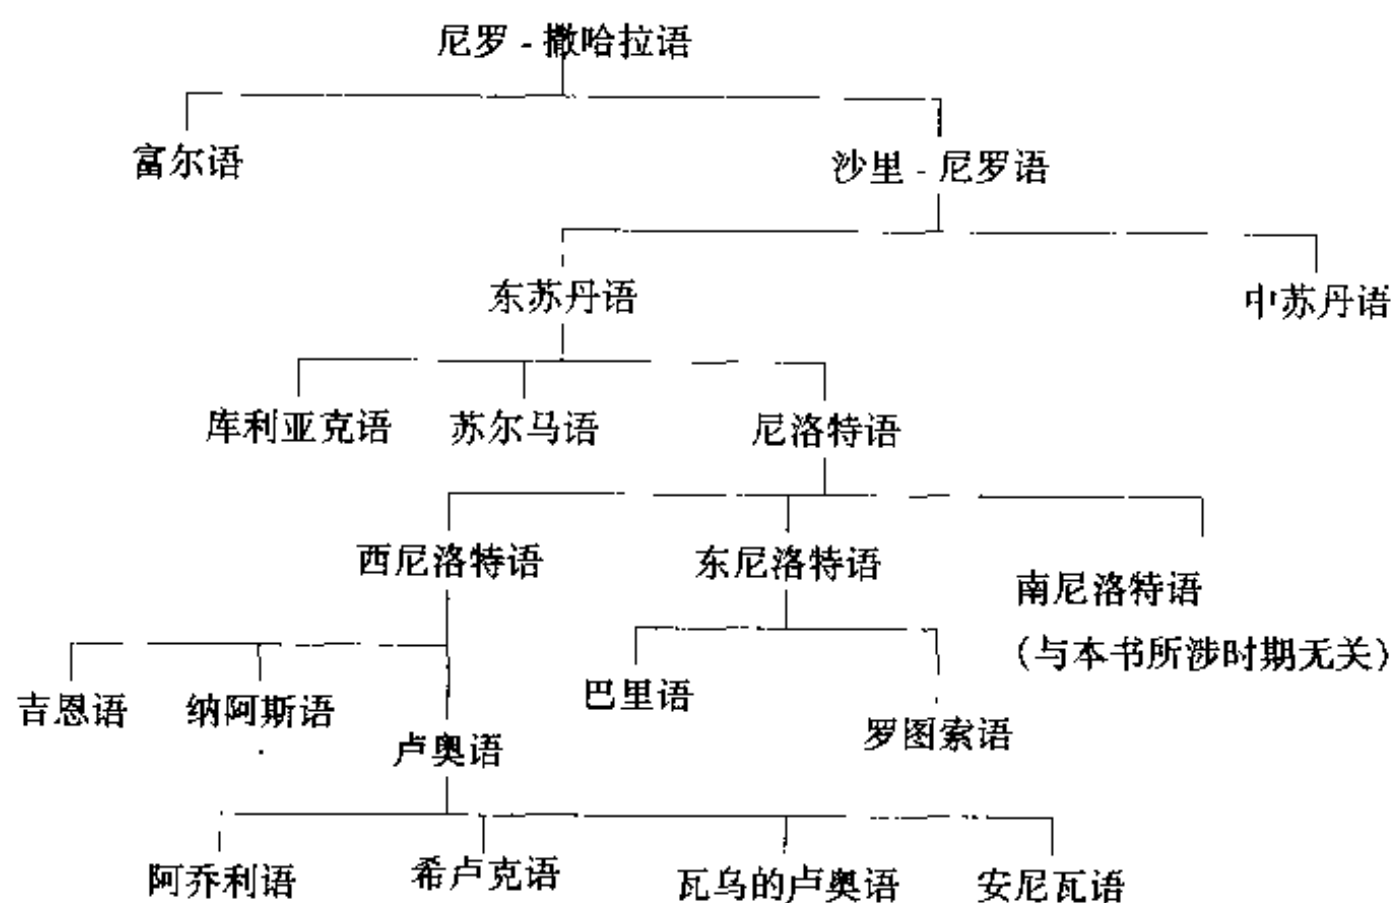 尼罗-撒哈拉语
富尔语
沙里-尼罗语
东苏丹语
中苏丹语
库利亚克语
苏尔马语
尼洛特语
西尼洛特语
东尼洛特语
南尼洛特语
(与本书所涉时期无关)
吉恩语
纳阿斯语
巴里语
卢奥语
罗图索语
阿乔利语
希卢克语
瓦乌的卢奥语
安尼瓦语